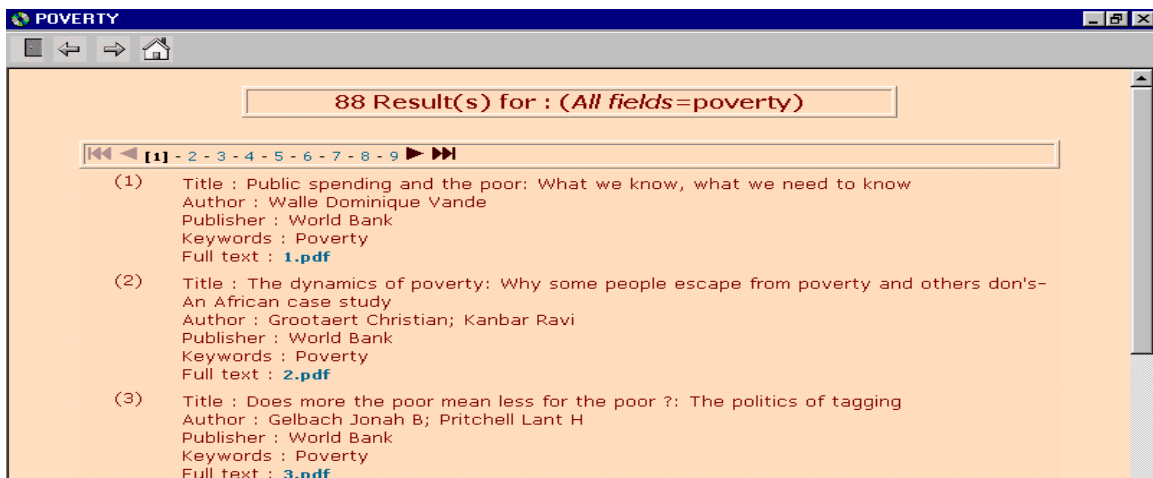 POVERTY
88 Result(s) for : (All fields=poverty)
[1] - 2 - 3 - 4 - 5 - 6 - 7 - 8 - 9
(1) Title : Public spending and the poor: What we know, what we need to know
Author : Walle Dominique Vande
Publisher : World Bank
Keywords : Poverty
Full text : 1.pdf
(2) Title : The dynamics of poverty: Why some people escape from poverty and others don's-
An African case study
Author : Grootaert Christian; Kanbar Ravi
Publisher : World Bank
Keywords : Poverty
Full text : 2.pdf
(3) Title : Does more the poor mean less for the poor ?: The politics of tagging
Author : Gelbach Jonah B; Pritchell Lant H
Publisher : World Bank
Keywords : Poverty
Full text : 3.pdf